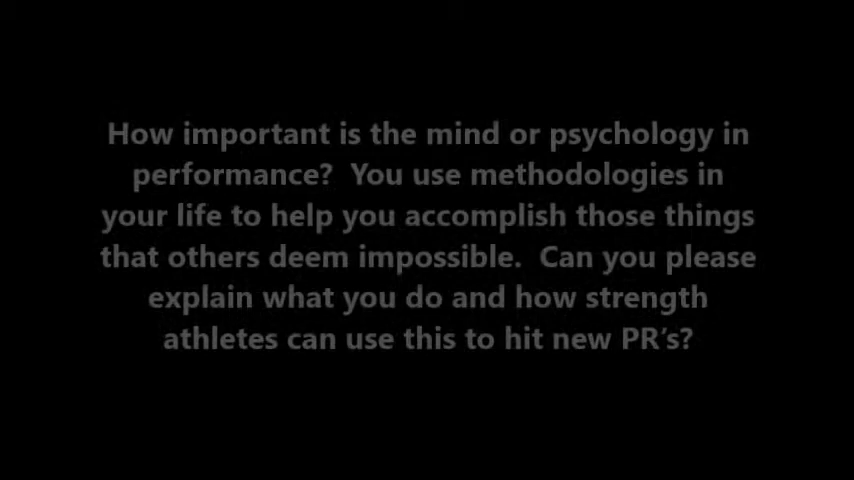 How important is the mind or psychology in
performance?  You use methodologies in
your life to help you accomplish those things
that others deem impossible.  Can you please
explain what you do and how strength
athletes can use this to hit new PR’s?